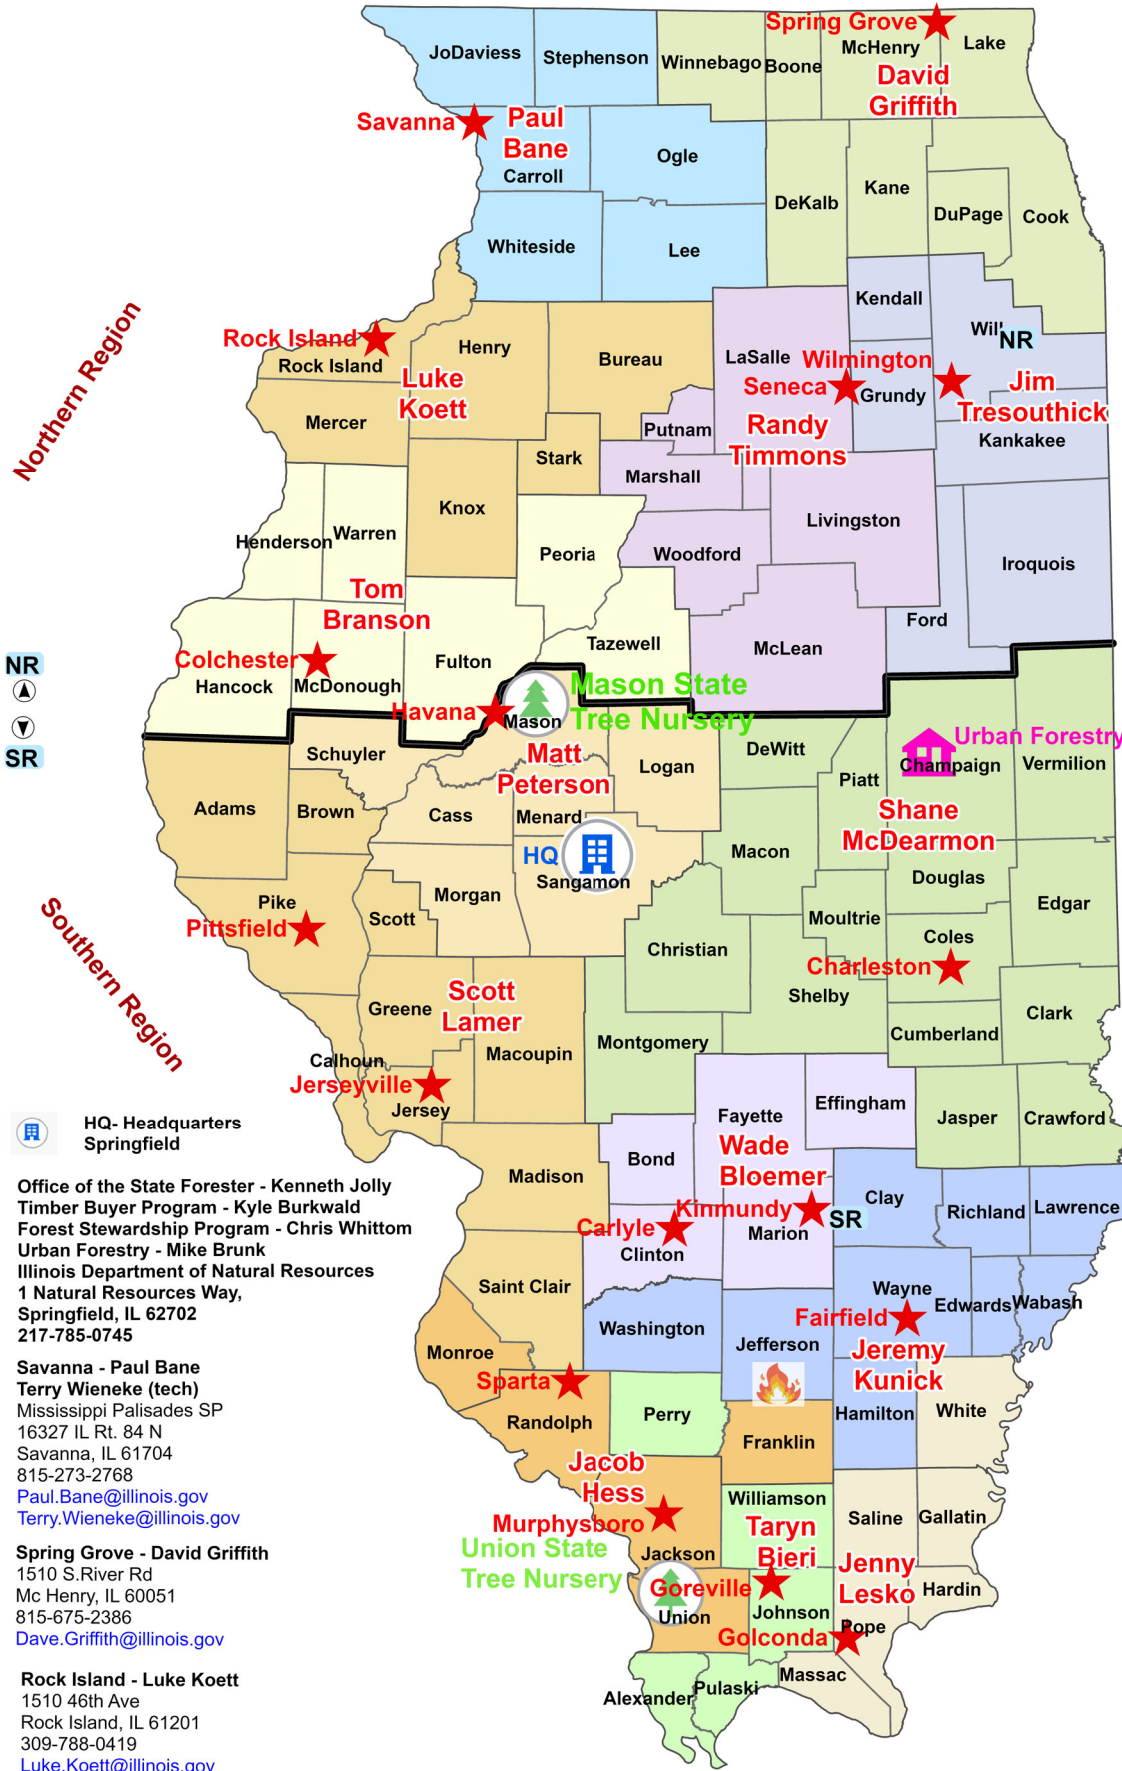 Spring Grove
JoDaviess
Stephenson
Winnebago
Boone
McHenry
Lake
David
Griffith
Savanna
Paul
Bane
Carroll
Ogle
DeKalb
Kane
DuPage
Cook
Whiteside
Lee
Kendall
Will
NR
Northern Region
Rock Island
Rock Island
Henry
Bureau
LaSalle
Wilmington
Seneca
Grundy
Luke
Koett
Jim
Tresouthick
Mercer
Putnam
Randy
Timmons
Kankakee
Stark
Marshall
Knox
Livingston
Henderson
Warren
Peoria
Woodford
Iroquois
Tom
Branson
Ford
Tazewell
McLean
Colchester
Fulton
Hancock
McDonough
NR
SR
Mason State
Tree Nursery
Havana
Mason
Matt
Peterson
Schuyler
Logan
DeWitt
Urban Forestry
Champaign
Vermilion
Piatt
Adams
Brown
Cass
Menard
Shane
McDearmon
HQ
Sangamon
Macon
Douglas
Morgan
Pike
Scott
Edgar
Pittsfield
Moultrie
Coles
Christian
Charleston
Southern Region
Scott
Lamer
Greene
Shelby
Clark
Cumberland
Montgomery
Macoupin
Calhoun
Jerseyville
Jersey
Effingham
Fayette
Jasper
Crawford
Wade
Bloemer
Bond
Madison
Clay
Richland
Lawrence
Kinmundy
SR
Marion
Carlyle
Clinton
Saint Clair
Wayne
Edwards
Wabash
Fairfield
Washington
Jefferson
Monroe
Jeremy
Kunick
Sparta
Randolph
Perry
Hamilton
White
Franklin
Jacob
Hess
Murphysboro
Williamson
Saline
Gallatin
Taryn
Bieri
Jackson
Union State
Tree Nursery
Jenny
Lesko
Hardin
Goreville
Union
Johnson
Golconda
Pope
Massac
Alexander
Pulaski
HQ- Headquarters
Springfield
Office of the State Forester - Kenneth Jolly
Timber Buyer Program - Kyle Burkwald
Forest Stewardship Program - Chris Whittom
Urban Forestry - Mike Brunk
Illinois Department of Natural Resources
1 Natural Resources Way,
Springfield, IL 62702
217-785-0745
Savanna - Paul Bane
Terry Wieneke (tech)
Mississippi Palisades SP
16327 IL Rt. 84 N
Savanna, IL 61704
815-273-2768
Paul.Bane@illinois.gov
Terry.Wieneke@illinois.gov
Spring Grove - David Griffith
1510 S.River Rd
Mc Henry, IL 60051
815-675-2386
Dave.Griffith@illinois.gov
Rock Island - Luke Koett
1510 46th Ave
Rock Island, IL 61201
309-788-0419
Luke.Koett@illinois.gov